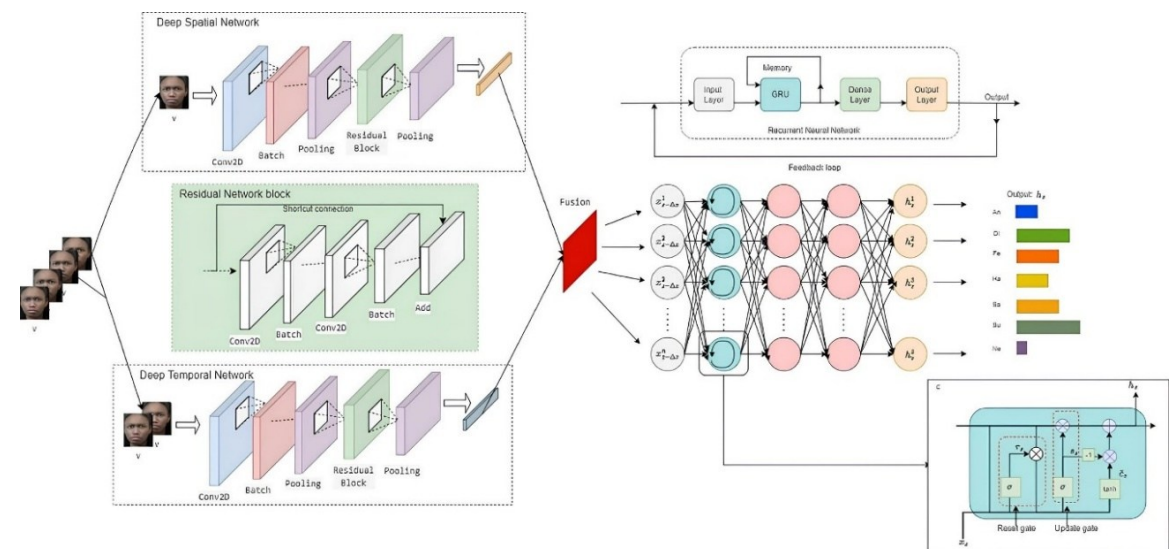 Deep Spatial Network
v
Conv2D
Batch
Pooling
Residual
Block
Pooling
Residual Network block
Shortcut connection
Conv2D
Batch
Conv2D
Batch
Add
v
v
v
Deep Temporal Network
v
v
Conv2D
Batch
Pooling
Residual
Block
Pooling
Fusion
Memory
Input
Layer
GRU
Dense
Layer
Output
Layer
Output
Recurrent Neural Network
Feedback loop
Output: hₛ
An
Di
Fe
Ha
Sa
Su
Ne
c
σ
σ
-1
tanh
Reset gate
Update gate